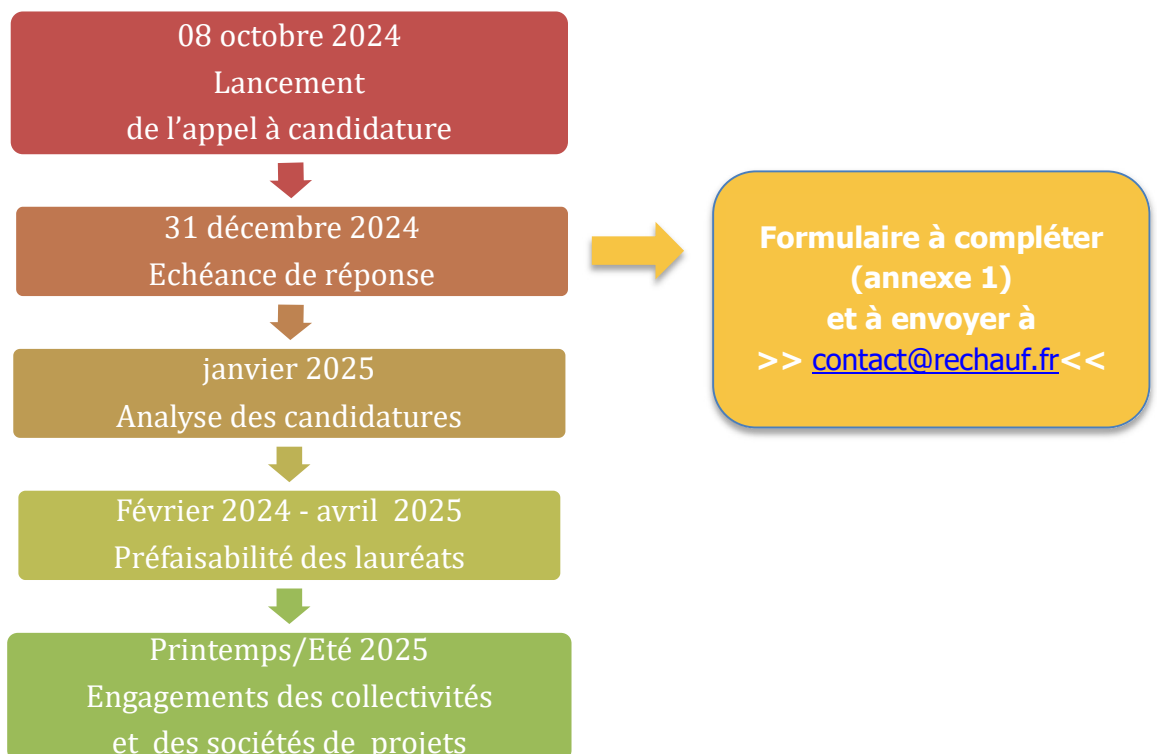 08 octobre 2024
Lancement
de l’appel à candidature
31 décembre 2024
Echéance de réponse
Formulaire à compléter
(annexe 1)
et à envoyer à
>> contact@rechauf.fr<<
janvier 2025
Analyse des candidatures
Février 2024 - avril 2025
Préfaisabilité des lauréats
Printemps/Eté 2025
Engagements des collectivités
et des sociétés de projets